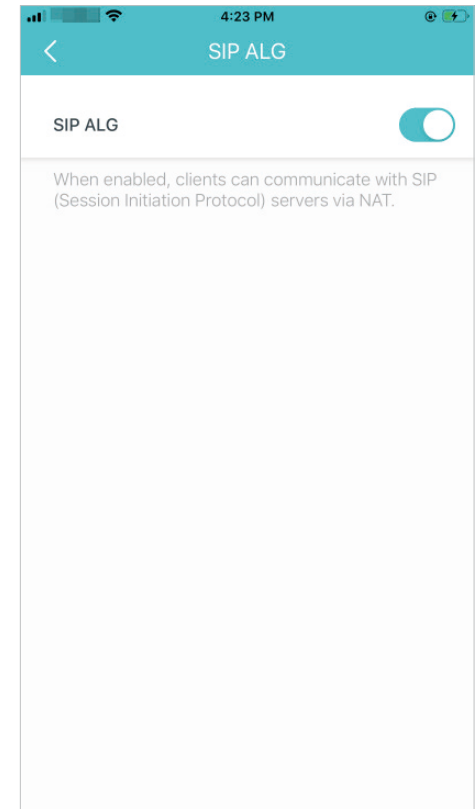 4:23 PM
SIP ALG
SIP ALG
When enabled, clients can communicate with SIP
(Session Initiation Protocol) servers via NAT.